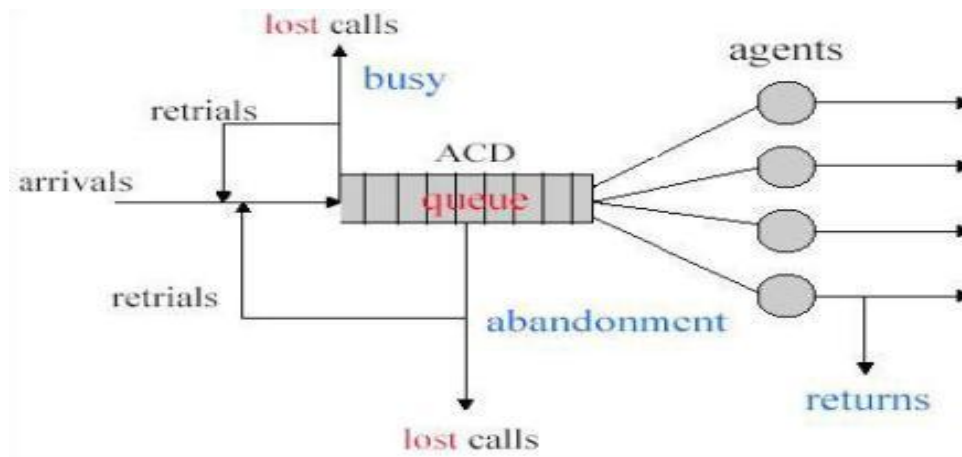 lost calls
busy
agents
retrials
ACD
arrivals
queue
retrials
abandonment
returns
lost calls